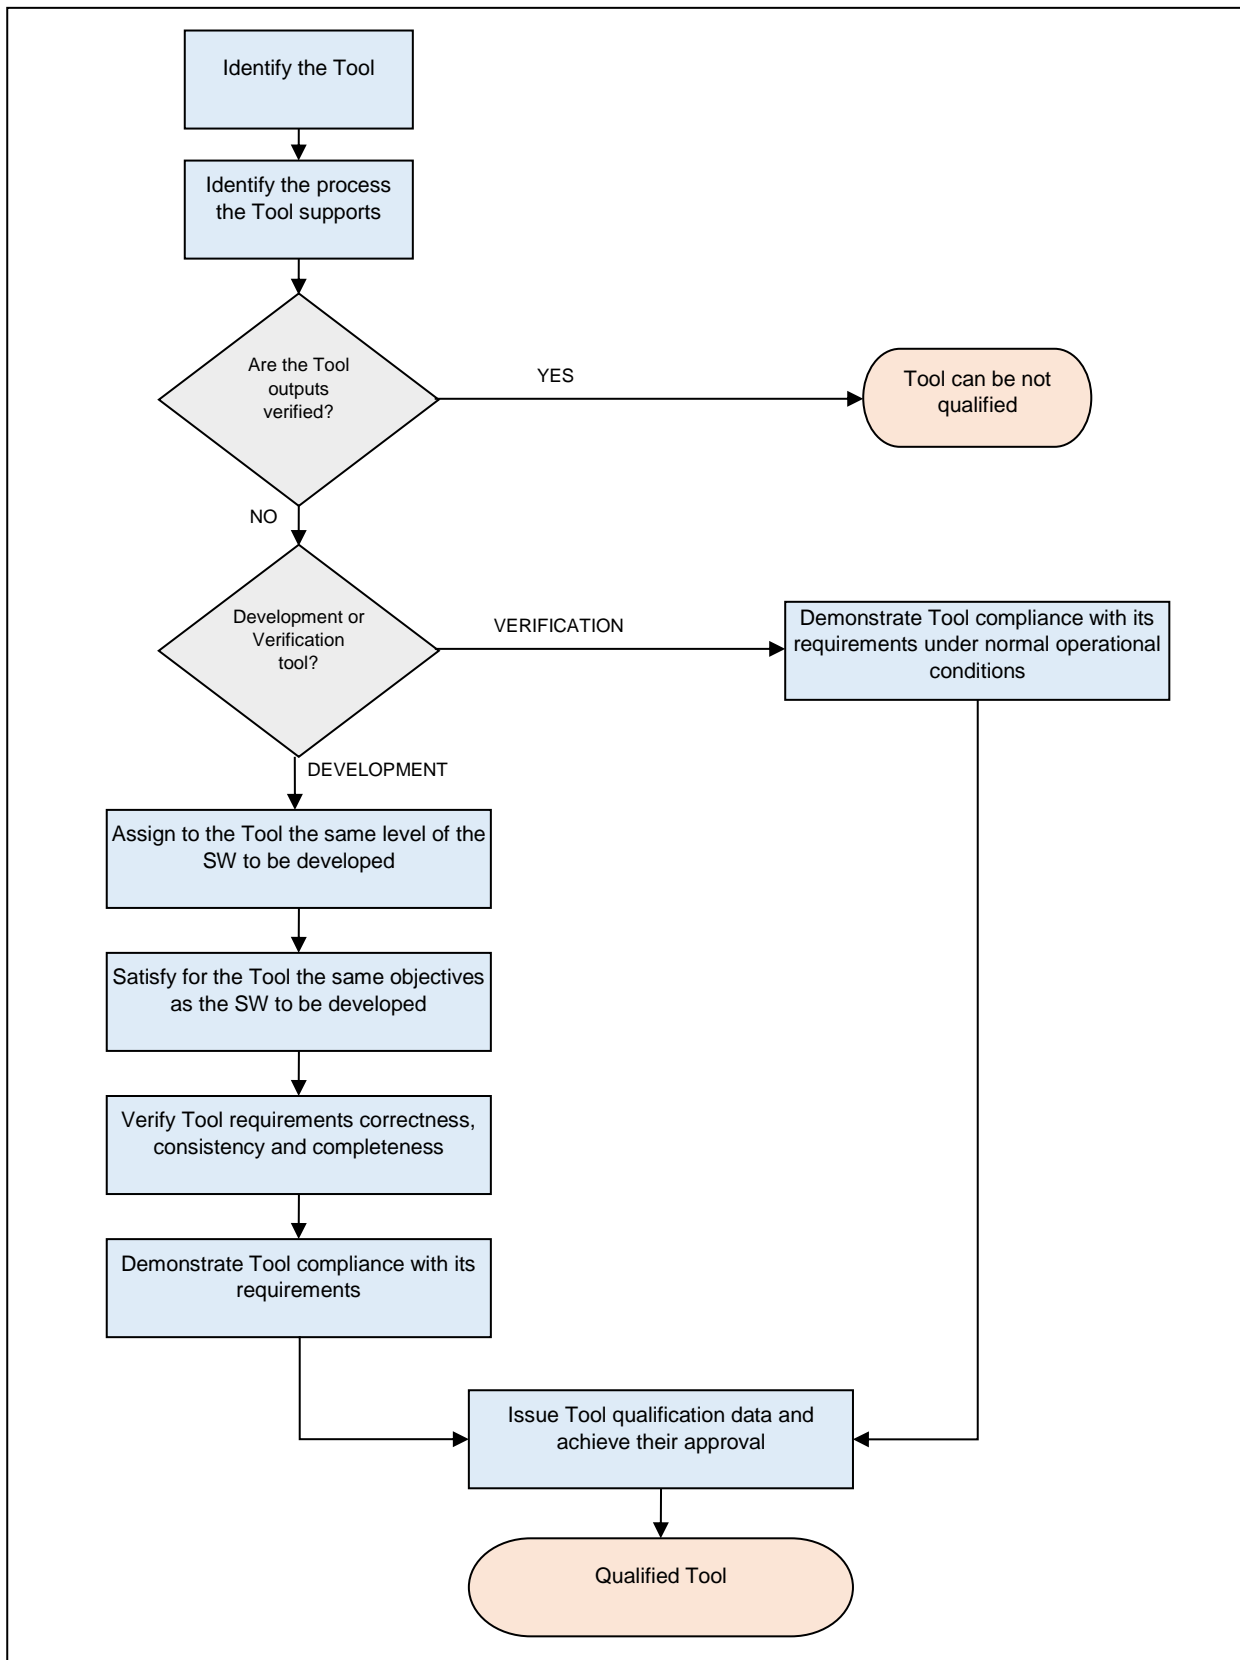 Identify the Tool
Identify the process
the Tool supports
Are the Tool
outputs
verified?
YES
Tool can be not
qualified
NO
Development or
Verification
tool?
VERIFICATION
Demonstrate Tool compliance with its
requirements under normal operational
conditions
DEVELOPMENT
Assign to the Tool the same level of the
SW to be developed
Satisfy for the Tool the same objectives
as the SW to be developed
Verify Tool requirements correctness,
consistency and completeness
Demonstrate Tool compliance with its
requirements
Issue Tool qualification data and
achieve their approval
Qualified Tool